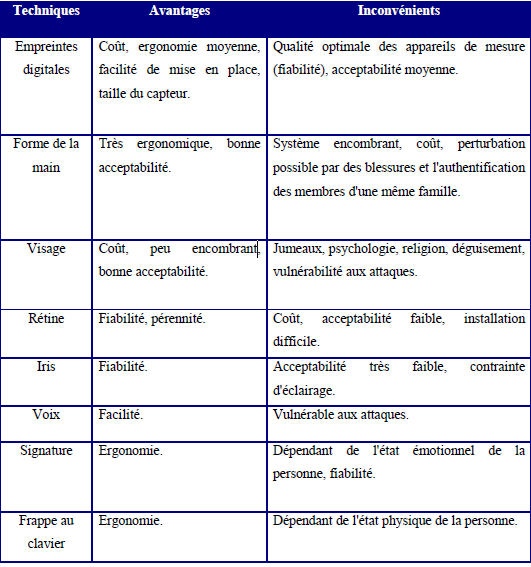 Techniques Avantages Inconvénients
Empreintes digitales
Coût, ergonomie moyenne,
facilité de mise en place,
taille du capteur.
Qualité optimale des appareils de mesure
(fiabilité), acceptabilité moyenne.
Forme de la
main
Très ergonomique, bonne
acceptabilité.
Système encombrant, coût, perturbation
possible par des blessures et l'authentification
des membres d'une même famille.
Visage
Coût, peu encombrant,
bonne acceptabilité.
Jumeaux, psychologie, religion, déguisement,
vulnérabilité aux attaques.
Rétine
Fiabilité, pérennité.
Coût, acceptabilité faible, installation
difficile.
Iris
Fiabilité.
Acceptabilité très faible, contrainte
d'éclairage.
Voix
Facilité.
Vulnérable aux attaques.
Signature
Ergonomie.
Dépendant de l'état émotionnel de la
personne, fiabilité.
Frappe au
clavier
Ergonomie.
Dépendant de l'état physique de la personne.